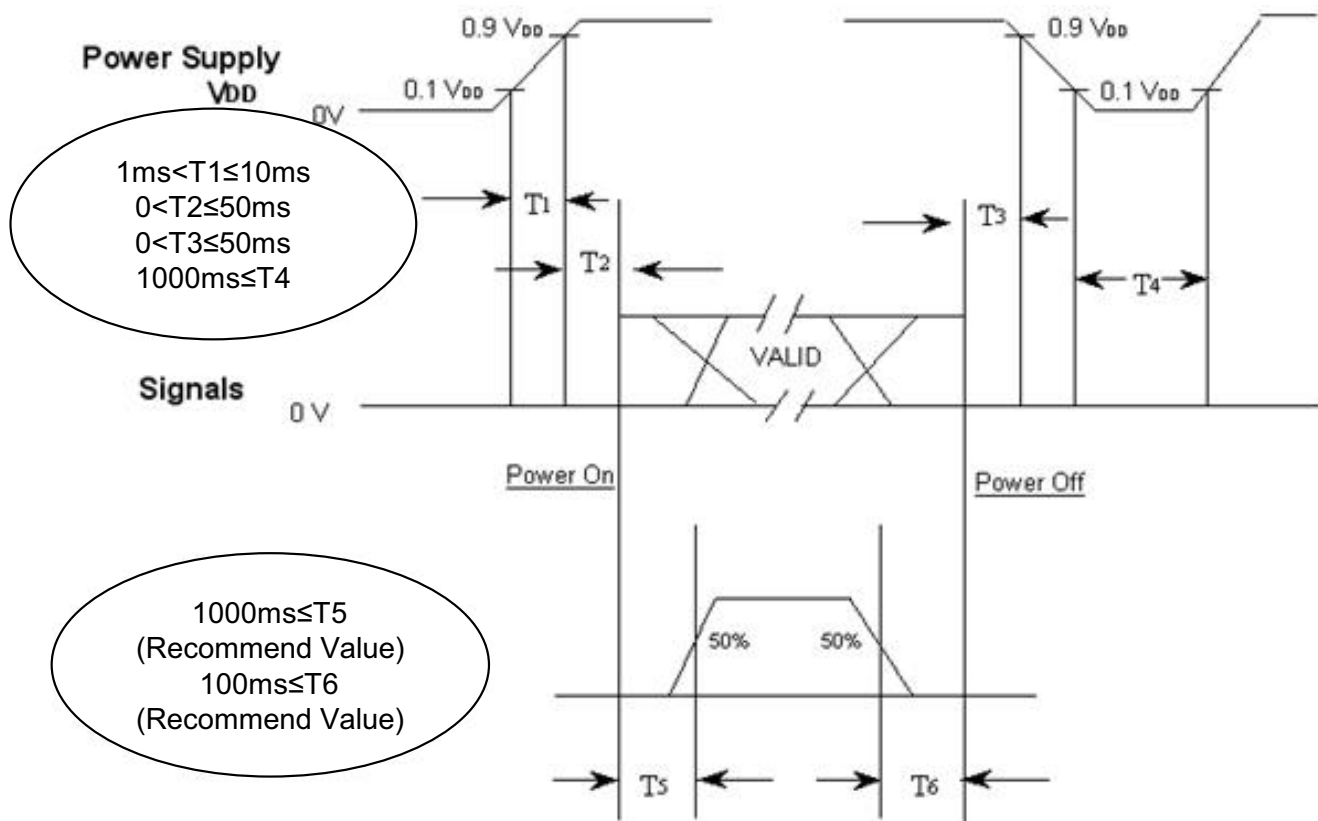 0.9 VDD
0.9 VDD
Power Supply
VDD
0.1 VDD
0.1 VDD
0V
1ms<T1≤10ms
0<T2≤50ms
0<T3≤50ms
1000ms≤T4
T1
T3
T2
T4
VALID
Signals
0 V
Power On
Power Off
1000ms≤T5
(Recommend Value)
100ms≤T6
(Recommend Value)
50%
50%
T5
T6